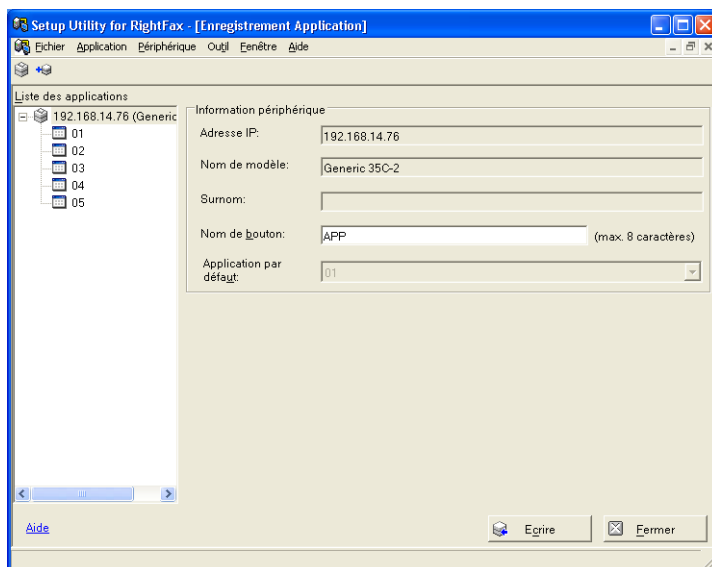 Setup Utility for RightFax - [Enregistrement Application]
Fichier Application Périphérique Outil Fenêtre Aide
Liste des applications
192.168.14.76 (Generic
01
02
03
04
05
Information périphérique
Adresse IP: 192.168.14.76
Nom de modèle: Generic 35C-2
Surnom:
Nom de bouton: APP (max. 8 caractères)
Application par
défaut: 01
Aide
Ecrire Fermer